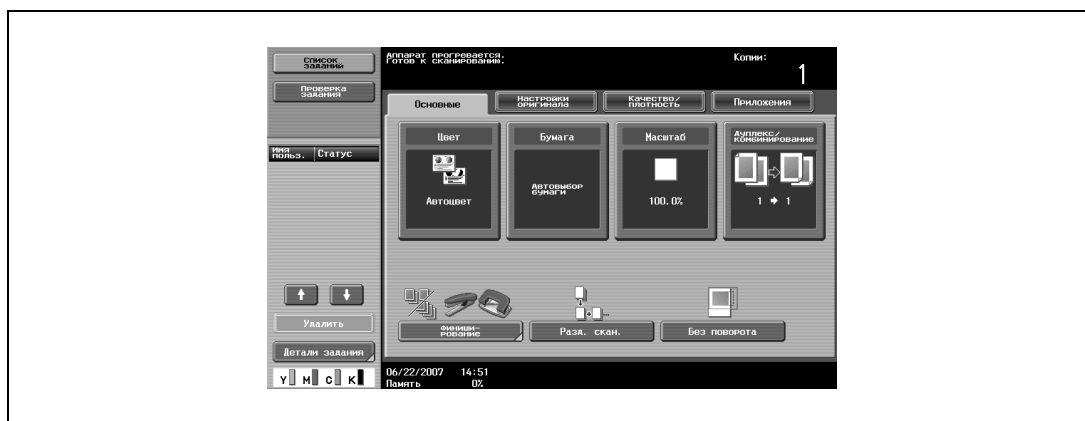 Список
заданий
Проверка
задания
Имя
польз.
Статус
Удалить
Детали задания
Y M C K
Аппарат прогревается.
Готов к сканированию.
Копии:
1
Основные
Настройки
оригинала
Качество/
плотность
Приложения
Цвет
Автоцвет
Бумага
Автовыбор
бумаги
Масштаб
100.0%
Дуплекс/
комбинирование
1 → 1
Финиши-
рование
Разд. скан.
Без поворота
06/22/2007 14:51
Память 0%